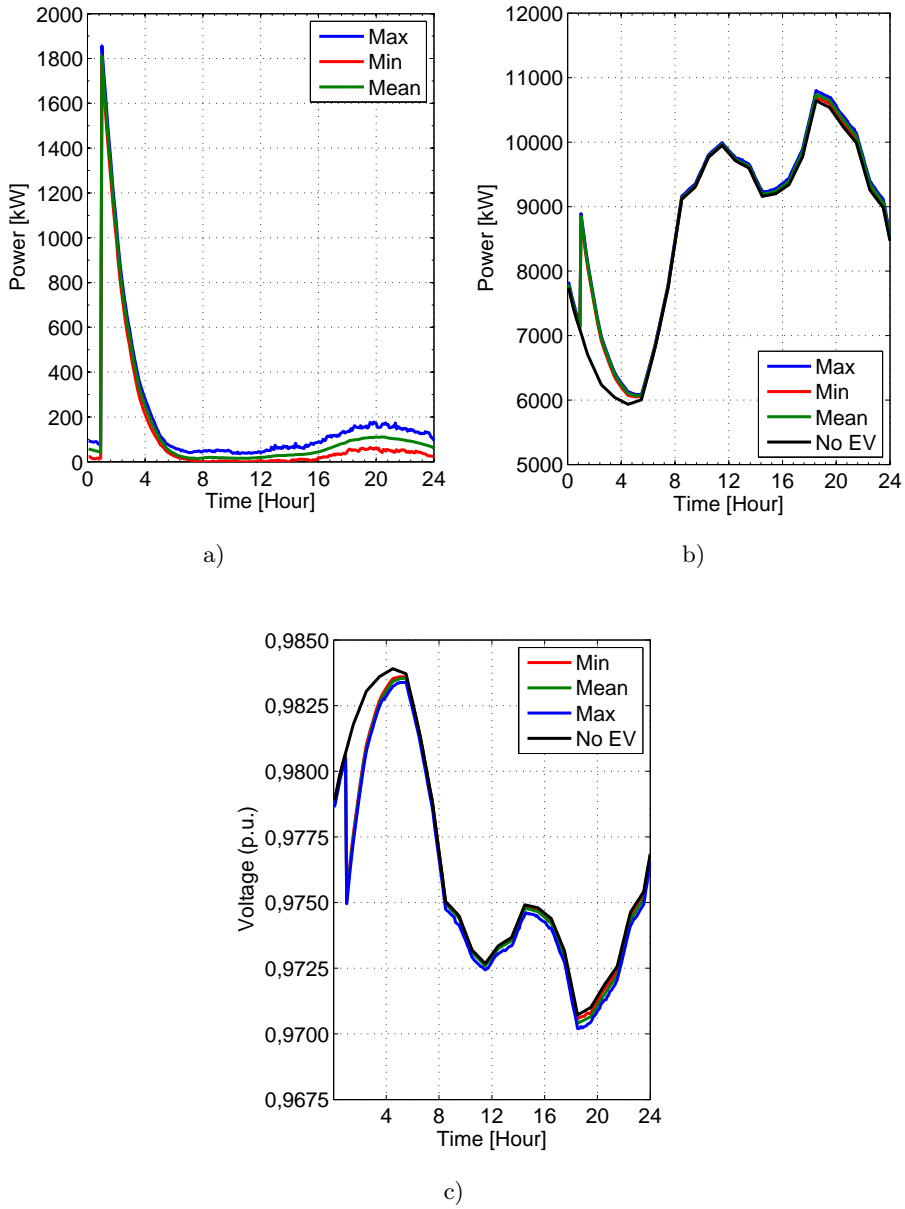 2000
1800
1600
1400
1200
1000
800
600
400
200
0
Power [kW]
Max
Min
Mean
0 4 8 12 16 20 24
Time [Hour]
a)
12000
11000
10000
9000
8000
7000
6000
5000
Power [kW]
Max
Min
Mean
No EV
0 4 8 12 16 20 24
Time [Hour]
b)
0,9850
0,9825
0,9800
0,9775
0,9750
0,9725
0,9700
0,9675
Voltage (p.u.)
Min
Mean
Max
No EV
4 8 12 16 20 24
Time [Hour]
c)